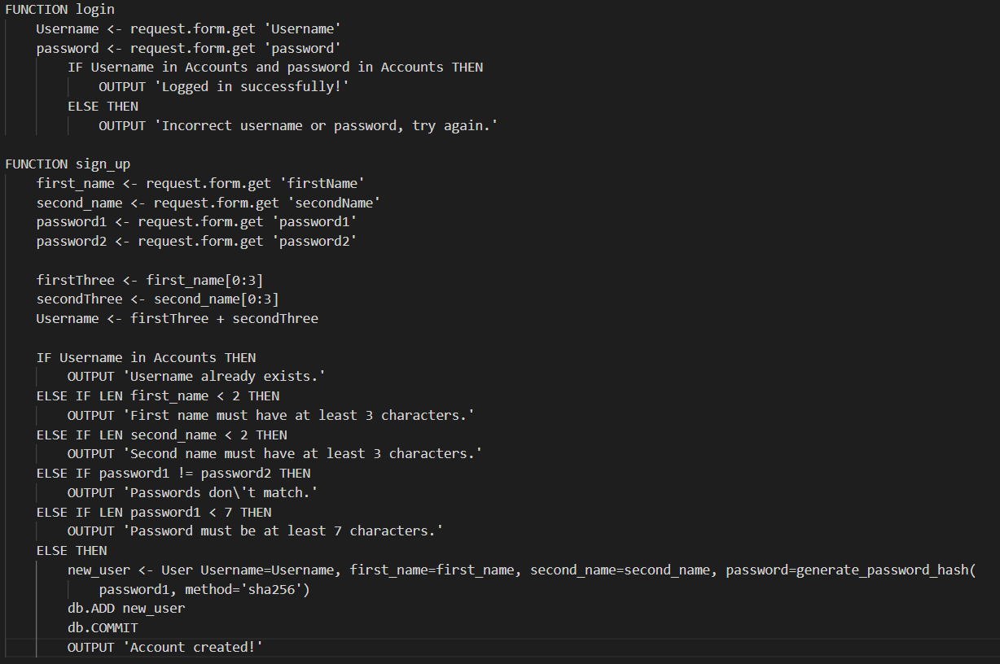 FUNCTION login
    Username <- request.form.get 'Username'
    password <- request.form.get 'password'
        IF Username in Accounts and password in Accounts THEN
            OUTPUT 'Logged in successfully!'
        ELSE THEN
            OUTPUT 'Incorrect username or password, try again.'

FUNCTION sign_up
    first_name <- request.form.get 'firstName'
    second_name <- request.form.get 'secondName'
    password1 <- request.form.get 'password1'
    password2 <- request.form.get 'password2'

    firstThree <- first_name[0:3]
    secondThree <- second_name[0:3]
    Username <- firstThree + secondThree

    IF Username in Accounts THEN
        OUTPUT 'Username already exists.'
    ELSE IF LEN first_name < 2 THEN
        OUTPUT 'First name must have at least 3 characters.'
    ELSE IF LEN second_name < 2 THEN
        OUTPUT 'Second name must have at least 3 characters.'
    ELSE IF password1 != password2 THEN
        OUTPUT 'Passwords don\'t match.'
    ELSE IF LEN password1 < 7 THEN
        OUTPUT 'Password must be at least 7 characters.'
    ELSE THEN
        new_user <- User Username=Username, first_name=first_name, second_name=second_name, password=generate_password_hash(
            password1, method='sha256')
        db.ADD new_user
        db.COMMIT
        OUTPUT 'Account created!'